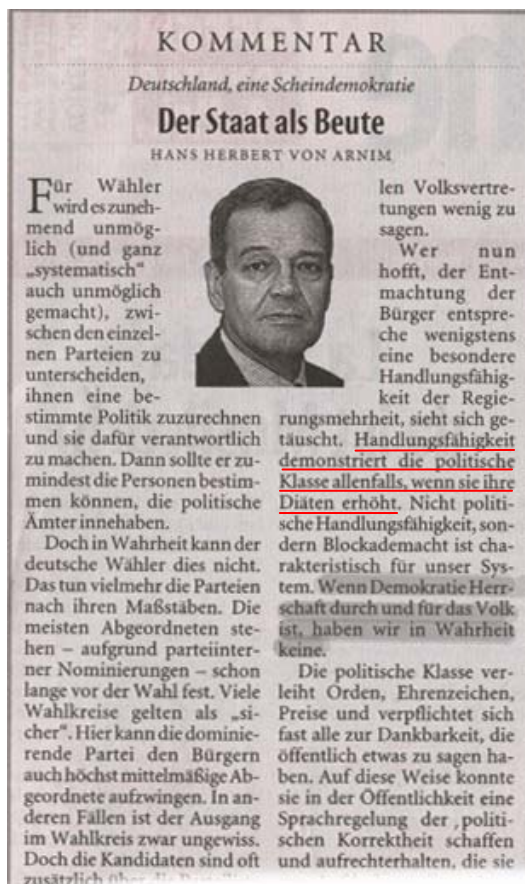 KOMMENTAR
Deutschland, eine Scheindemokratie
Der Staat als Beute
HANS HERBERT VON ARNIM
Für Wähler
wird es zuneh-
mend unmög-
lich (und ganz
„systematisch“
auch unmöglich
gemacht), zwi-
schen den einzel-
nen Parteien zu
unterscheiden,
ihnen eine be-
stimmte Politik zuzurechnen
und sie dafür verantwortlich
zu machen. Dann sollte er zu-
mindest die Personen bestim-
men können, die politische
Ämter innehaben.
Doch in Wahrheit kann der
deutsche Wähler dies nicht.
Das tun vielmehr die Parteien
nach ihren Maßstäben. Die
meisten Abgeordneten ste-
hen – aufgrund parteiinter-
ner Nominierungen – schon
lange vor der Wahl fest. Viele
Wahlkreise gelten als „si-
cher“. Hier kann die dominie-
rende Partei den Bürgern
auch höchst mittelmäßige Ab-
geordnete aufzwingen. In an-
deren Fällen ist der Ausgang
im Wahlkreis zwar ungewiss.
Doch die Kandidaten sind oft
zusätzlich über die
len Volksvertre-
tungen wenig zu
sagen.
Wer nun
hofft, der Ent-
machtung der
Bürger entspre-
che wenigstens
eine besondere
Handlungsfähig-
keit der Regie-
rungsmehrheit, sieht sich ge-
täuscht. Handlungsfähigkeit
demonstriert die politische
Klasse allenfalls, wenn sie ihre
Diäten erhöht. Nicht politi-
sche Handlungsfähigkeit, son-
dern Blockademacht ist cha-
rakteristisch für unser Sys-
tem. Wenn Demokratie Herr-
schaft durch und für das Volk
ist, haben wir in Wahrheit
keine.
Die politische Klasse ver-
leiht Orden, Ehrenzeichen,
Preise und verpflichtet sich
fast alle zur Dankbarkeit, die
öffentlich etwas zu sagen ha-
ben. Auf diese Weise konnte
sie in der Öffentlichkeit eine
Sprachregelung der ‚politi-
schen Korrektheit schaffen
und aufrechterhalten, die sie